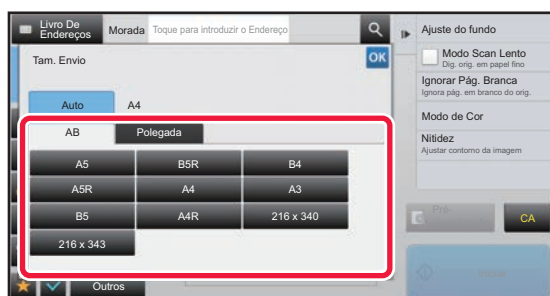 Livro De
Endereços
Morada
Toque para introduzir o Endereço
Tam. Envio
OK
Auto
A4
AB
Polegada
A5
B5R
B4
A5R
A4
A3
B5
A4R
216 x 340
216 x 343
Outros
Ajuste do fundo
Modo Scan Lento
Dig. orig. em papel fino
Ignorar Pág. Branca
Ignora pág. em branco do orig.
Modo de Cor
Nitidez
Ajustar contorno da imagem
Pré-
CA
Iniciar